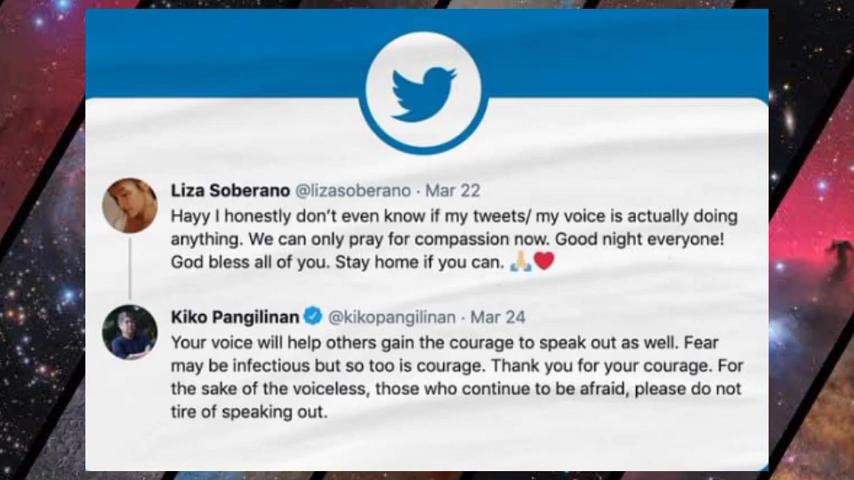 Liza Soberano @lizasoberano · Mar 22
Hayy I honestly don't even know if my tweets/ my voice is actually doing
anything. We can only pray for compassion now. Good night everyone!
God bless all of you. Stay home if you can. 🙏🏼❤️
Kiko Pangilinan @kikopangilinan · Mar 24
Your voice will help others gain the courage to speak out as well. Fear
may be infectious but so too is courage. Thank you for your courage. For
the sake of the voiceless, those who continue to be afraid, please do not
tire of speaking out.